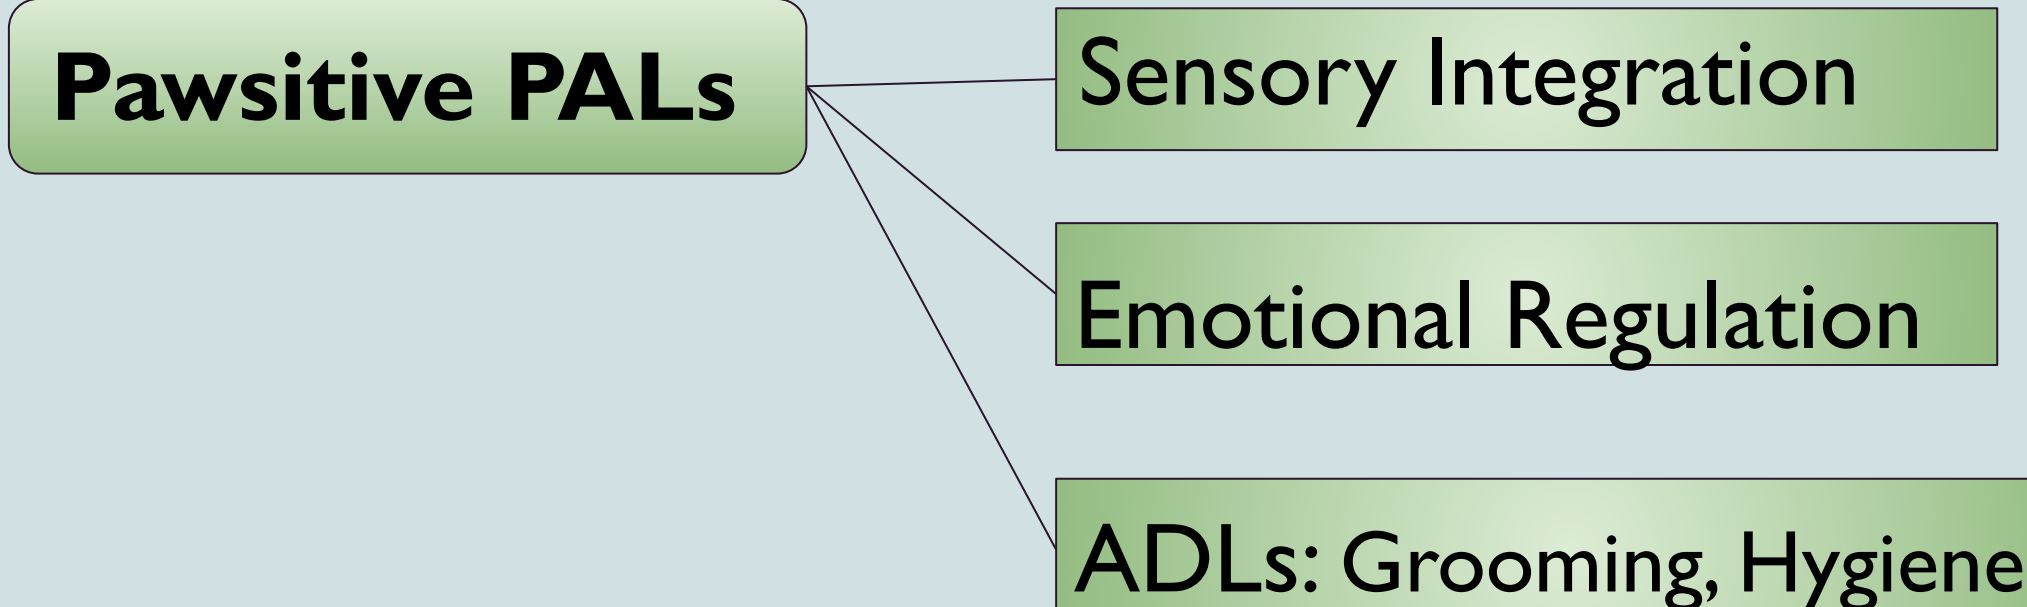 Pawsitive PALs
Sensory Integration
Emotional Regulation
ADLs: Grooming, Hygiene